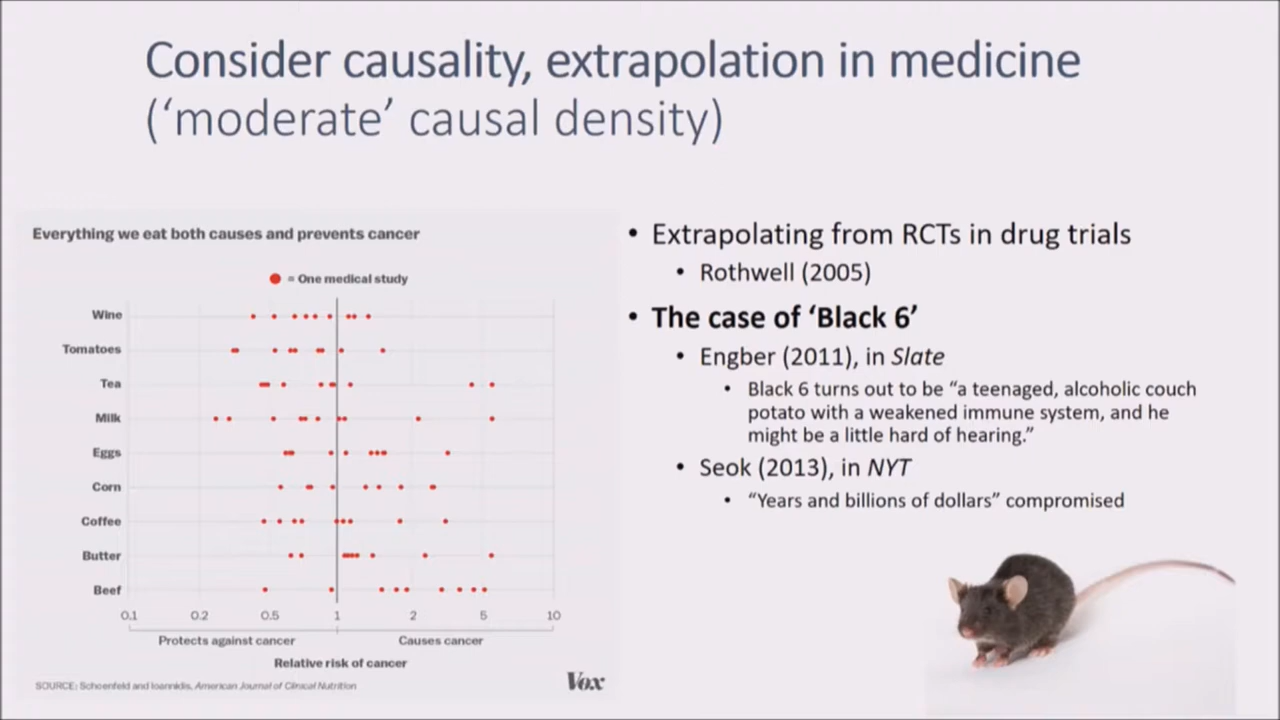 Consider causality, extrapolation in medicine
(‘moderate’ causal density)
Everything we eat both causes and prevents cancer
= One medical study
Wine
Tomatoes
Tea
Milk
Eggs
Corn
Coffee
Butter
Beef
0.1 0.2 0.5 1 2 5 10
Protects against cancer Causes cancer
Relative risk of cancer
SOURCE: Schoenfeld and Ioannidis, American Journal of Clinical Nutrition
Vox
• Extrapolating from RCTs in drug trials
• Rothwell (2005)
• The case of ‘Black 6’
• Engber (2011), in Slate
• Black 6 turns out to be “a teenaged, alcoholic couch
potato with a weakened immune system, and he
might be a little hard of hearing.”
• Seok (2013), in NYT
• “Years and billions of dollars” compromised